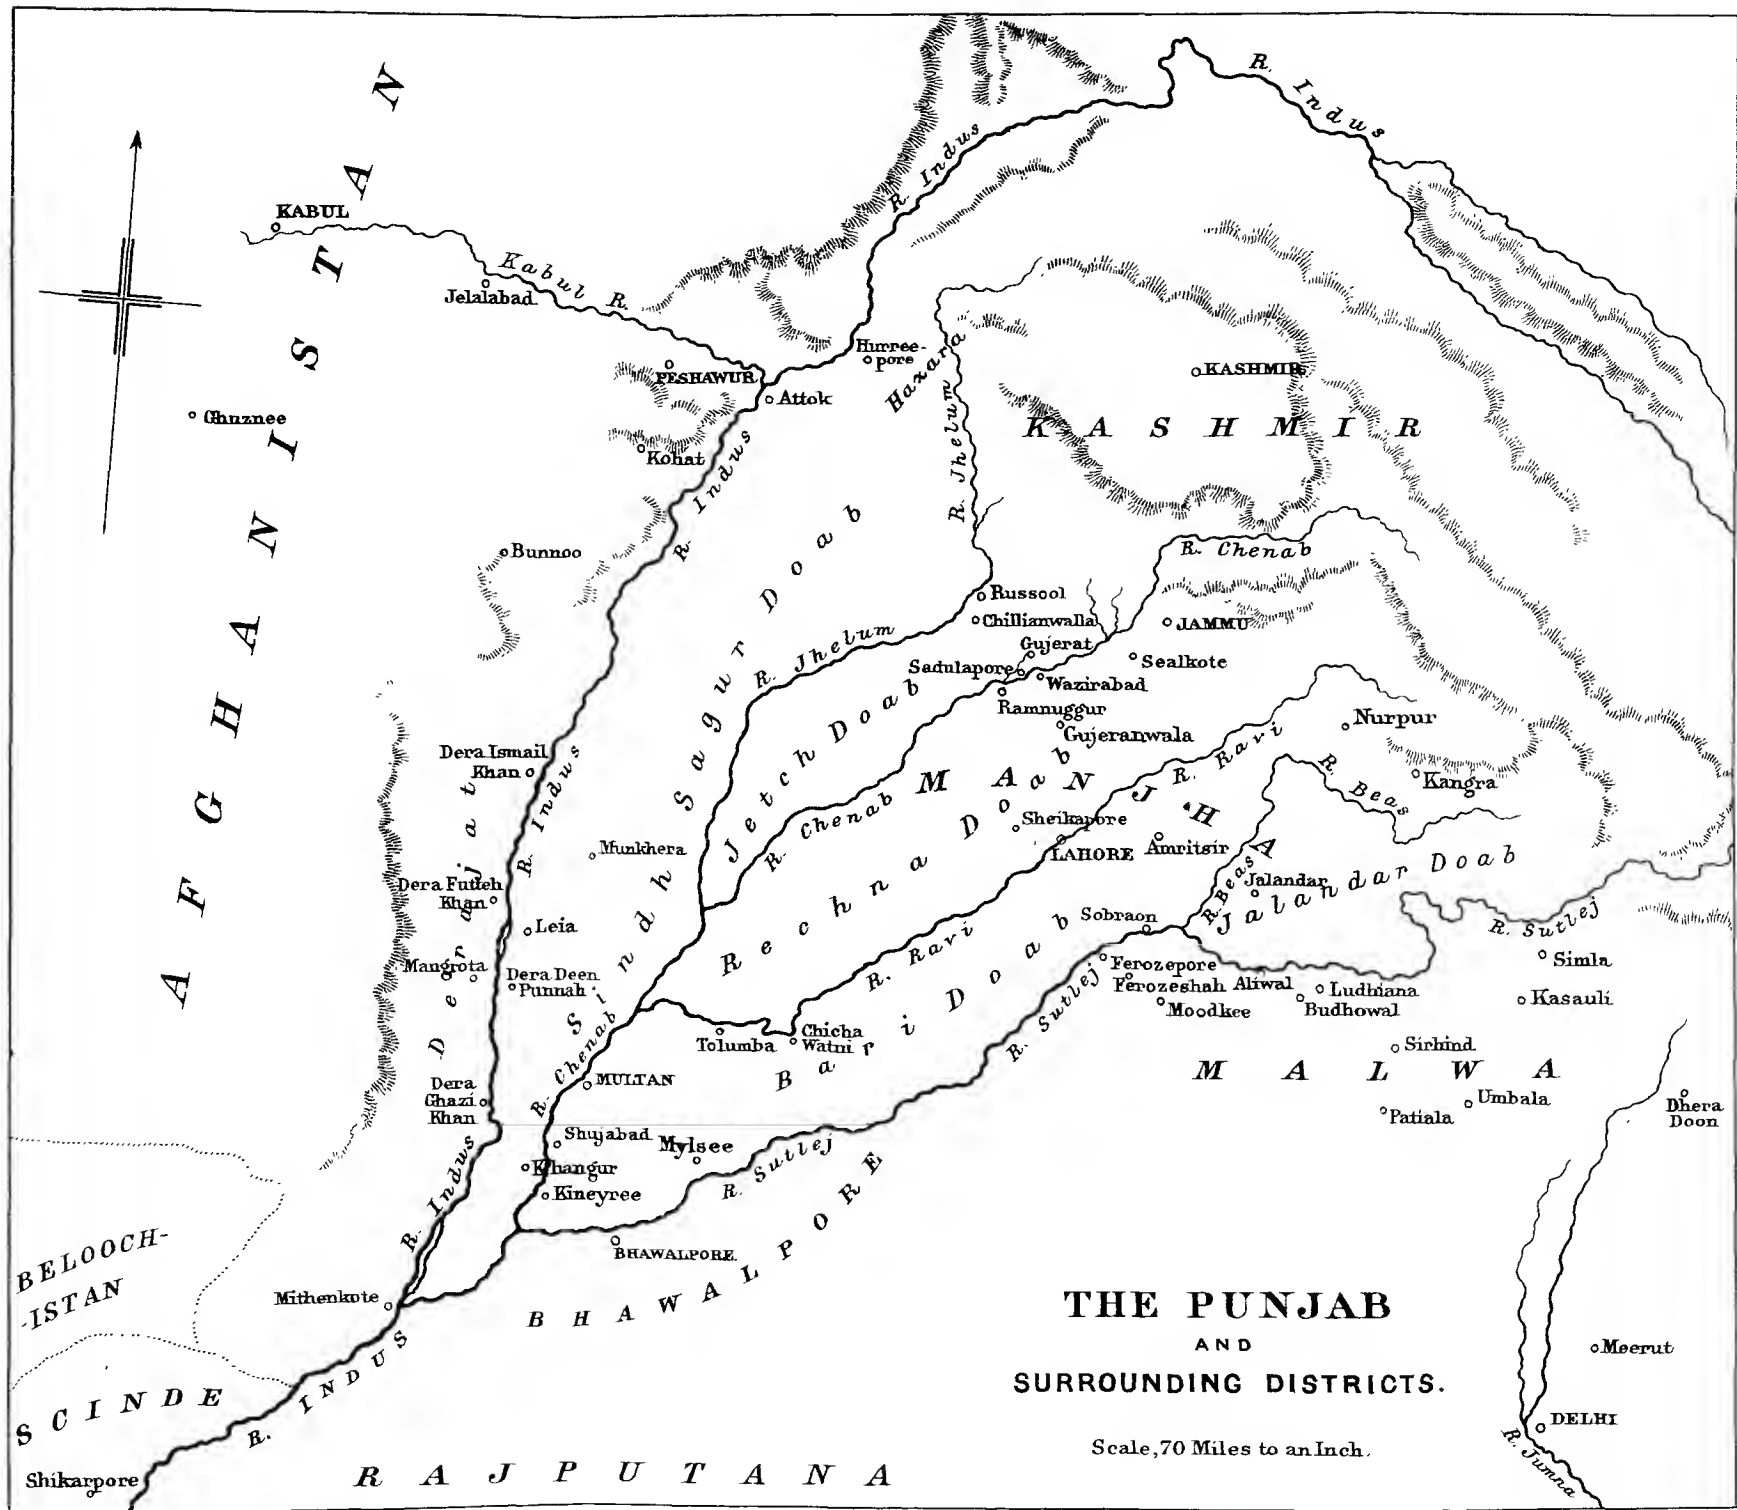 R. Indus
AFGHANISTAN
R. Indus
KABUL
Kabul R.
Jelalabad
Hurree-
pore
Haxara
PESHAWUR
Attok
KASHMIR
Ghuznee
KASHMIR
R. Jhelum
Kohat
R. Indus
Bunnoo
R. Chenab
Russool
Chillianwalla
JAMMU
Gujerat
R. Jhelum
Sadulapore
Sealkote
Wazirabad
Ramnuggur
Nurpur
Gujeranwala
Sindh Sagur Doab
Jetch Doab
Dera Ismail
Khan
R. Indus
R. Chenab
MANJHA
R. Ravi
R. Beas
Kangra
Sheikapore
Rechna Doab
LAHORE
Amritsir
Munkhera
Derajat
Dera Futteh
Khan
R. Beas
Jalandar
Jalandar Doab
Leia
Sobraon
R. Sutlej
R. Ravi
Mangrota
Dera Deen
Punnah
Bari Doab
Ferozepore
Ferozeshah
Aliwal
Ludhiana
Simla
Moodkee
Budhowal
Kasauli
Tolumba
Chicha
Watni
R. Sutlej
Sirhind
MALWA
R. Chenab
MULTAN
Dera
Ghazi
Khan
Patiala
Umbala
Dhera
Doon
Shujabad
Mylsee
Khangur
R. Sutlej
Kineyree
R. Indus
BHAWALPORE
BHAWALPORE
BELOOCH-
-ISTAN
Mithenkote
THE PUNJAB
AND
SURROUNDING DISTRICTS.
Scale, 70 Miles to an Inch.
Meerut
DELHI
R. Jumna
R. INDUS
SCINDE
R.
Shikarpore
RAJPUTANA